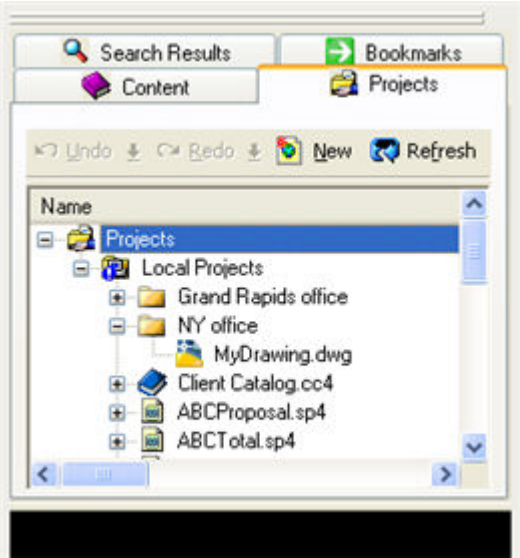 Search Results Bookmarks
Content Projects
Undo Redo New Refresh
Name
Projects
Local Projects
Grand Rapids office
NY office
MyDrawing.dwg
Client Catalog.cc4
ABCProposal.sp4
ABCTotal.sp4